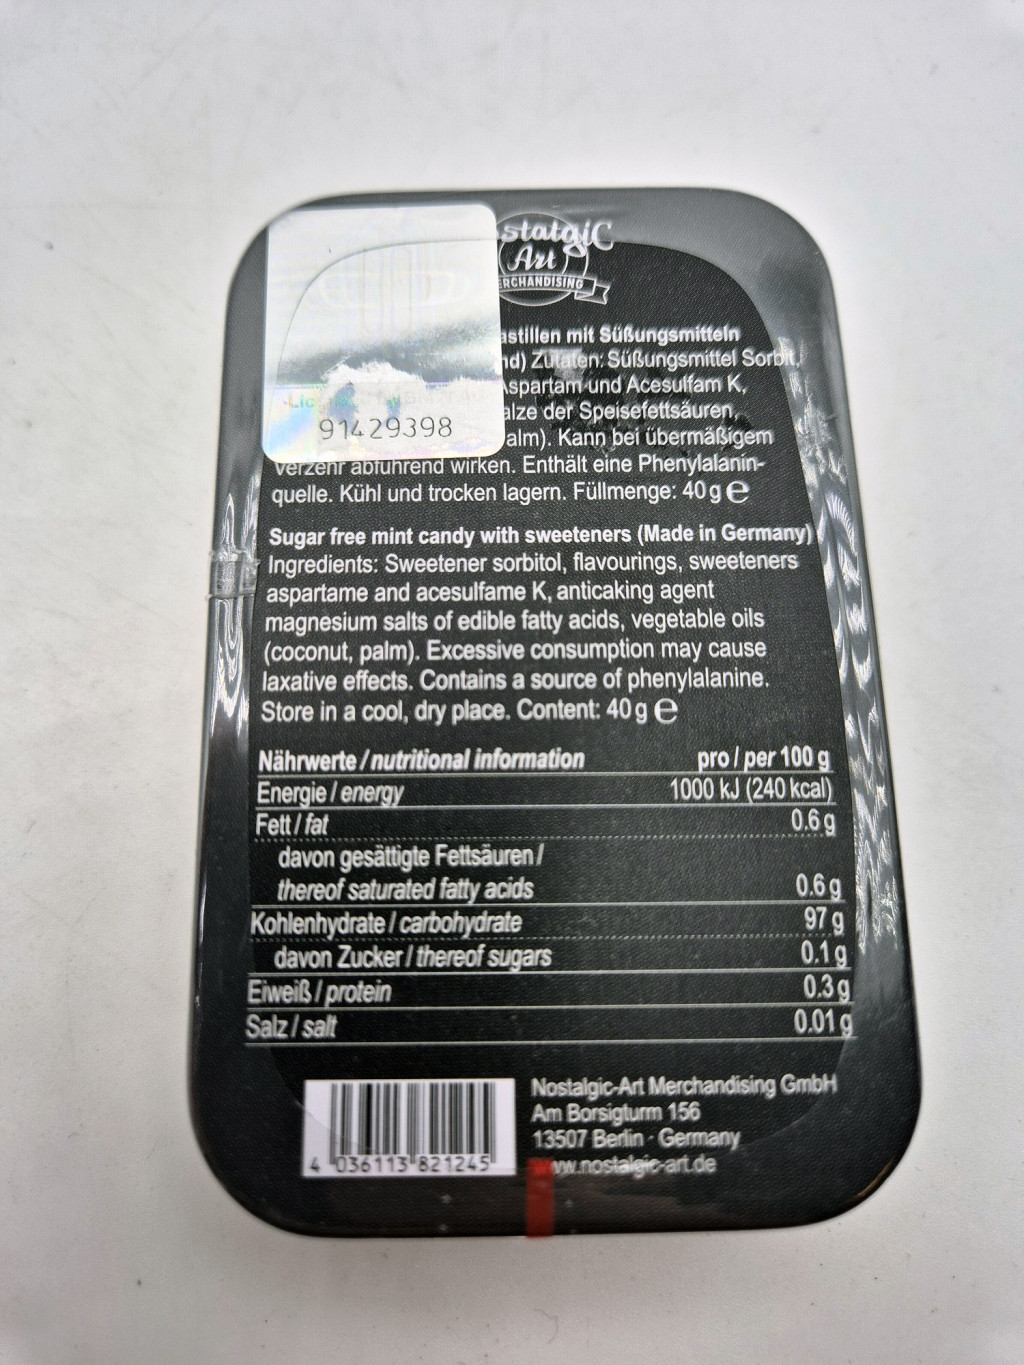 Art
91429398
mit Süßungsmitteln
Zutaten: Süßungsmittel Sorbit,
Aspartam und Acesulfam K,
der Speisefettsäuren,
Kann bei übermäßigem
Verzehr abführend wirken. Enthält eine Phenylalanin-
quelle. Kühl und trocken lagern. Füllmenge: 40 g ℮
Sugar free mint candy with sweeteners (Made in Germany)
Ingredients: Sweetener sorbitol, flavourings, sweeteners
aspartame and acesulfame K, anticaking agent
magnesium salts of edible fatty acids, vegetable oils
(coconut, palm). Excessive consumption may cause
laxative effects. Contains a source of phenylalanine.
Store in a cool, dry place. Content: 40 g ℮
Nährwerte / nutritional information pro / per 100 g
Energie / energy 1000 kJ (240 kcal)
Fett / fat 0.6 g
davon gesättigte Fettsäuren /
thereof saturated fatty acids 0.6 g
Kohlenhydrate / carbohydrate 97 g
davon Zucker / thereof sugars 0.1 g
Eiweiß / protein 0.3 g
Salz / salt 0.01 g
Nostalgic-Art Merchandising GmbH
Am Borsigturm 156
13507 Berlin · Germany
www.nostalgic-art.de
4 036113 821245